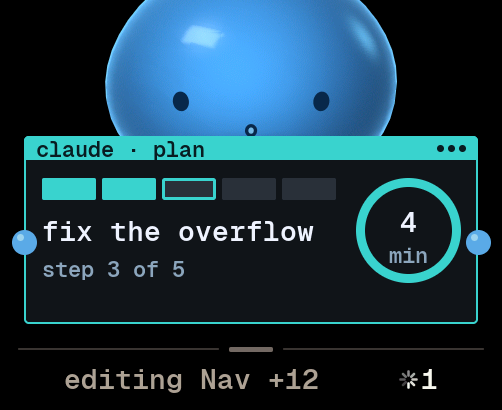 claude · plan
fix the overflow
step 3 of 5
4
min
editing Nav +12
1